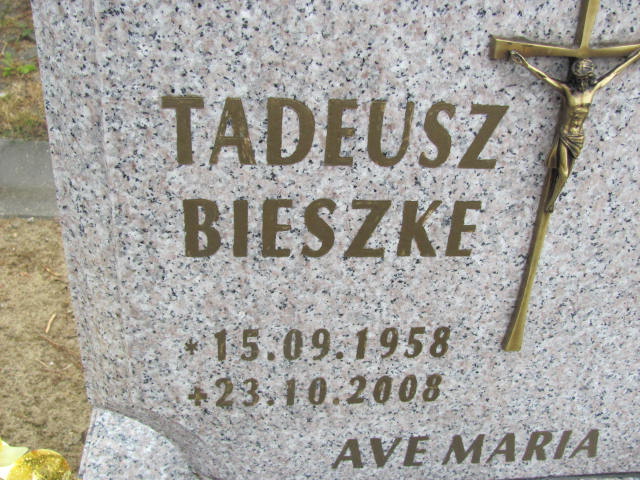 TADEUSZ
BIESZKE
* 15.09.1958
+23.10.2008
AVE MARIA